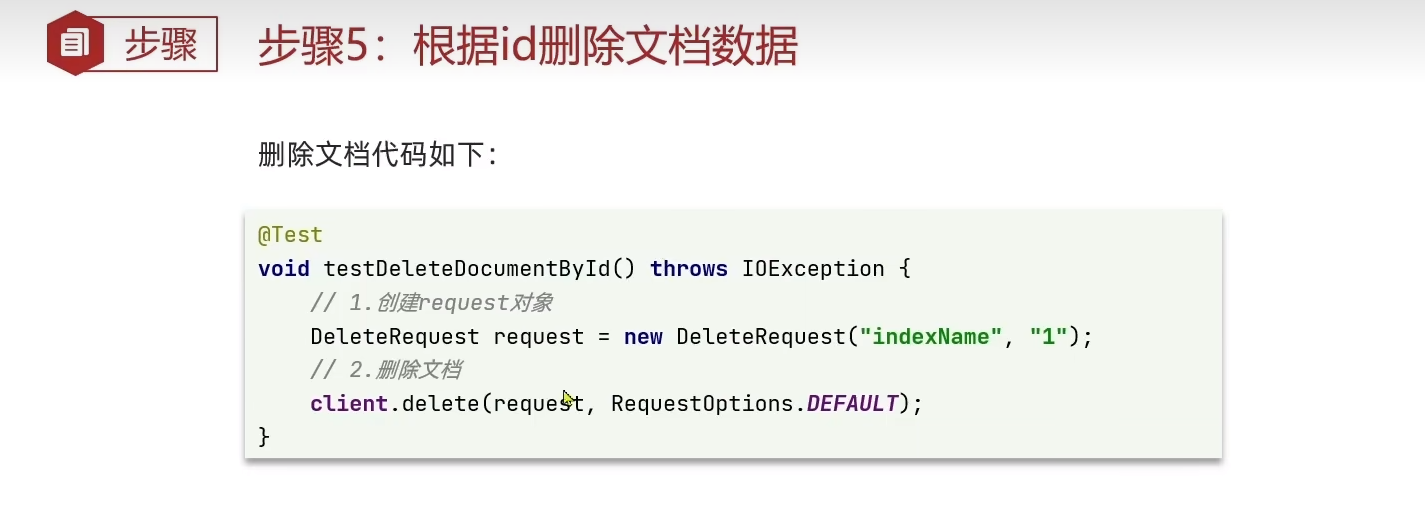 步骤
步骤5：根据id删除文档数据
删除文档代码如下：
@Test
void testDeleteDocumentById() throws IOException {
    // 1.创建request对象
    DeleteRequest request = new DeleteRequest("indexName", "1");
    // 2.删除文档
    client.delete(request, RequestOptions.DEFAULT);
}